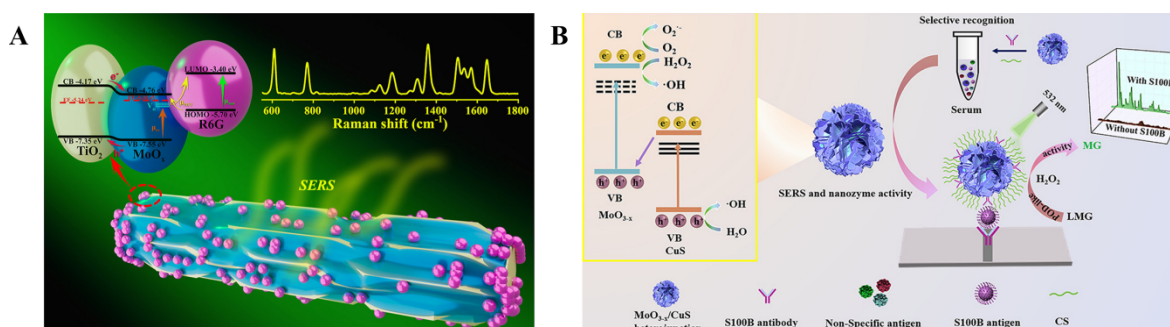 A
CB -4.17 eV
CB -4.76 eV
LUMO -3.40 eV
HOMO -5.70 eV
R6G
VB -7.35 eV
VB -7.55 eV
TiO₂
MoOₓ
600 800 1000 1200 1400 1600 1800
Raman shift (cm⁻¹)
SERS
B
CB
e⁻ e⁻ e⁻
O₂˙⁻
O₂
H₂O₂
·OH
CB
e⁻ e⁻ e⁻
h⁺ h⁺ h⁺
VB
MoO₃₋ₓ
h⁺ h⁺ h⁺
VB
CuS
·OH
H₂O
SERS and nanozyme activity
Selective recognition
Serum
532 nm
With S100B
Without S100B
MG
activity
H₂O₂
POD-like
LMG
MoO₃₋ₓ/CuS
S100B antibody
Non-Specific antigen
S100B antigen
CS